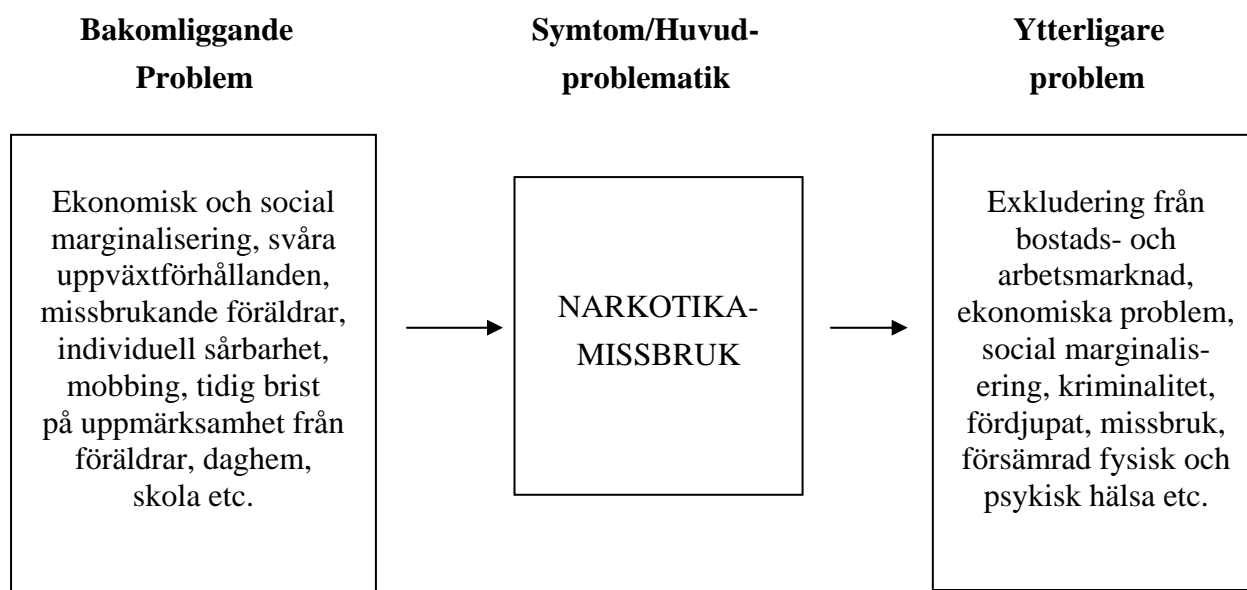 Bakomliggande
Problem
Symtom/Huvud-
problematik
Ytterligare
problem
Ekonomisk och social
marginalisering, svåra
uppväxtförhållanden,
missbrukande föräldrar,
individuell sårbarhet,
mobbing, tidig brist
på uppmärksamhet från
föräldrar, daghem,
skola etc.
NARKOTIKA-
MISSBRUK
Exkludering från
bostads- och
arbetsmarknad,
ekonomiska problem,
social marginalis-
ering, kriminalitet,
fördjupat, missbruk,
försämrad fysisk och
psykisk hälsa etc.